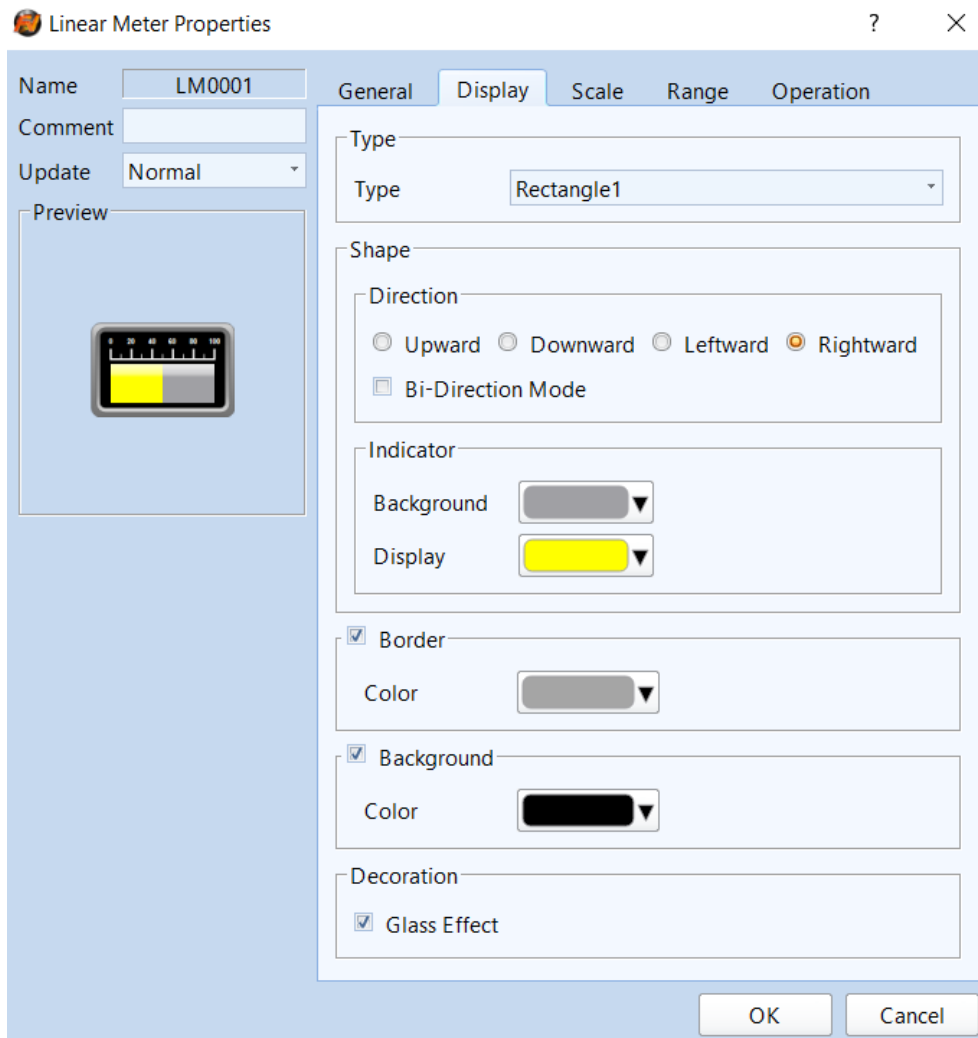 Linear Meter Properties ?
Name LM0001
Comment
Update Normal
Preview
0 20 40 60 80 100
General Display Scale Range Operation
Type
Type Rectangle1
Shape
Direction
Upward Downward Leftward Rightward
Bi-Direction Mode
Indicator
Background
Display
Border
Color
Background
Color
Decoration
Glass Effect
OK Cancel